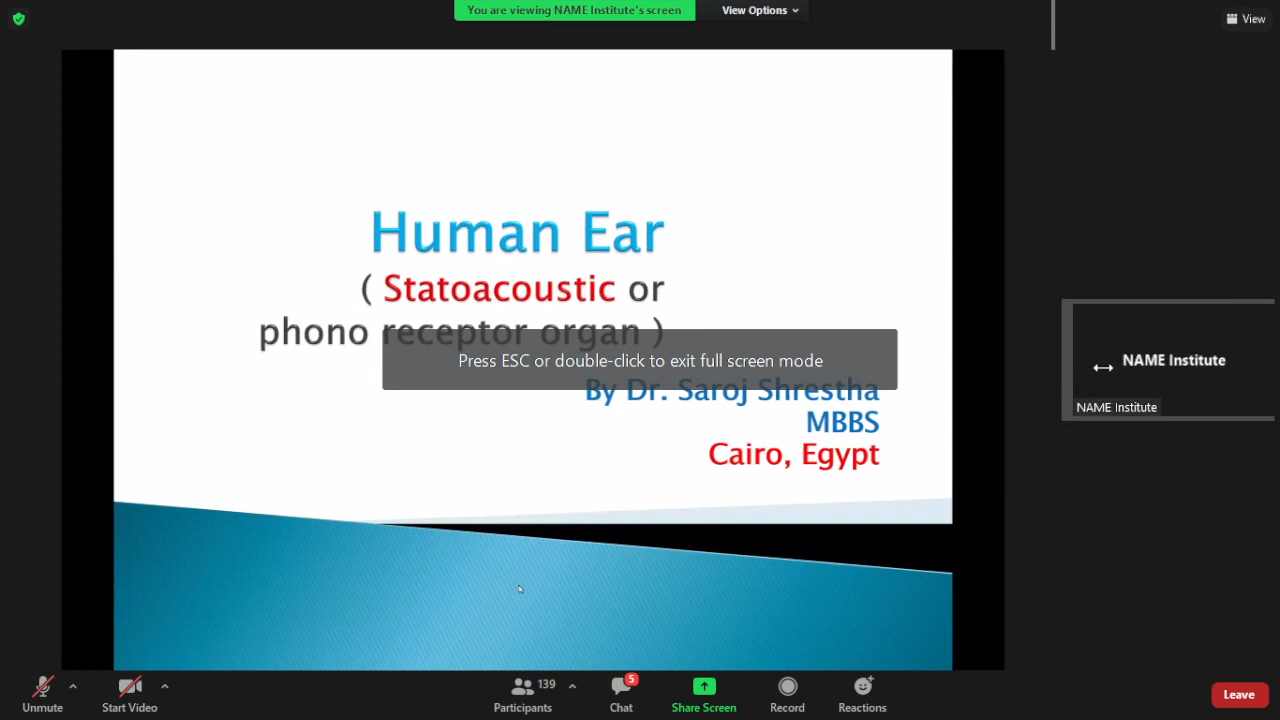 You are viewing NAME Institute's screen
View Options
View
Human Ear
( Statoacoustic or
phono receptor organ )
Press ESC or double-click to exit full screen mode
By Dr. Saroj Shrestha
MBBS
Cairo, Egypt
NAME Institute
NAME Institute
Unmute
Start Video
139
Participants
5
Chat
Share Screen
Record
Reactions
Leave